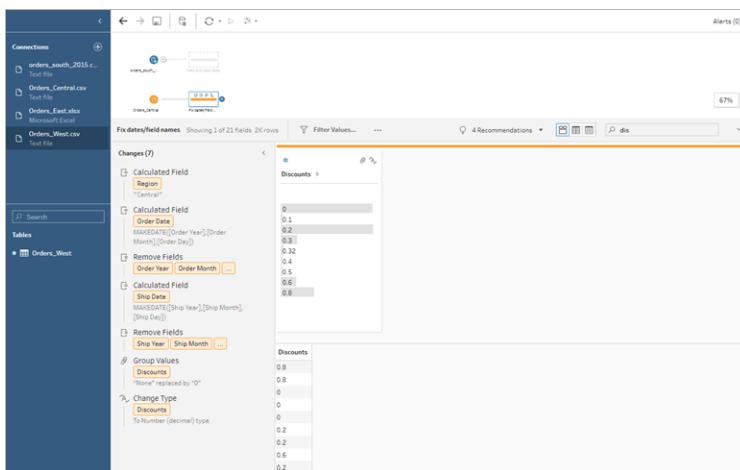 Alerts (0)
Connections
orders_south_2015.c...
Text file
Orders_Central.csv
Text file
Orders_East.xlsx
Microsoft Excel
Orders_West.csv
Text file
Search
Tables
Orders_West
orders_south_...
Orders_Central
Fix dates/field...
67%
Fix dates/field names Showing 1 of 21 fields 2K rows
Filter Values...
...
4 Recommendations
dis
Changes (7)
Calculated Field
Region
"Central"
Calculated Field
Order Date
MAKEDATE([Order Year],[Order
Month],[Order Day])
Remove Fields
Order Year Order Month ...
Calculated Field
Ship Date
MAKEDATE([Ship Year],[Ship Month],
[Ship Day])
Remove Fields
Ship Year Ship Month ...
Group Values
Discounts
"None" replaced by "0"
Change Type
Discounts
To Number (decimal) type
#
Discounts 9
0
0.1
0.2
0.3
0.32
0.4
0.5
0.6
0.8
Discounts
0.8
0.8
0
0
0
0.2
0.2
0.6
0.2